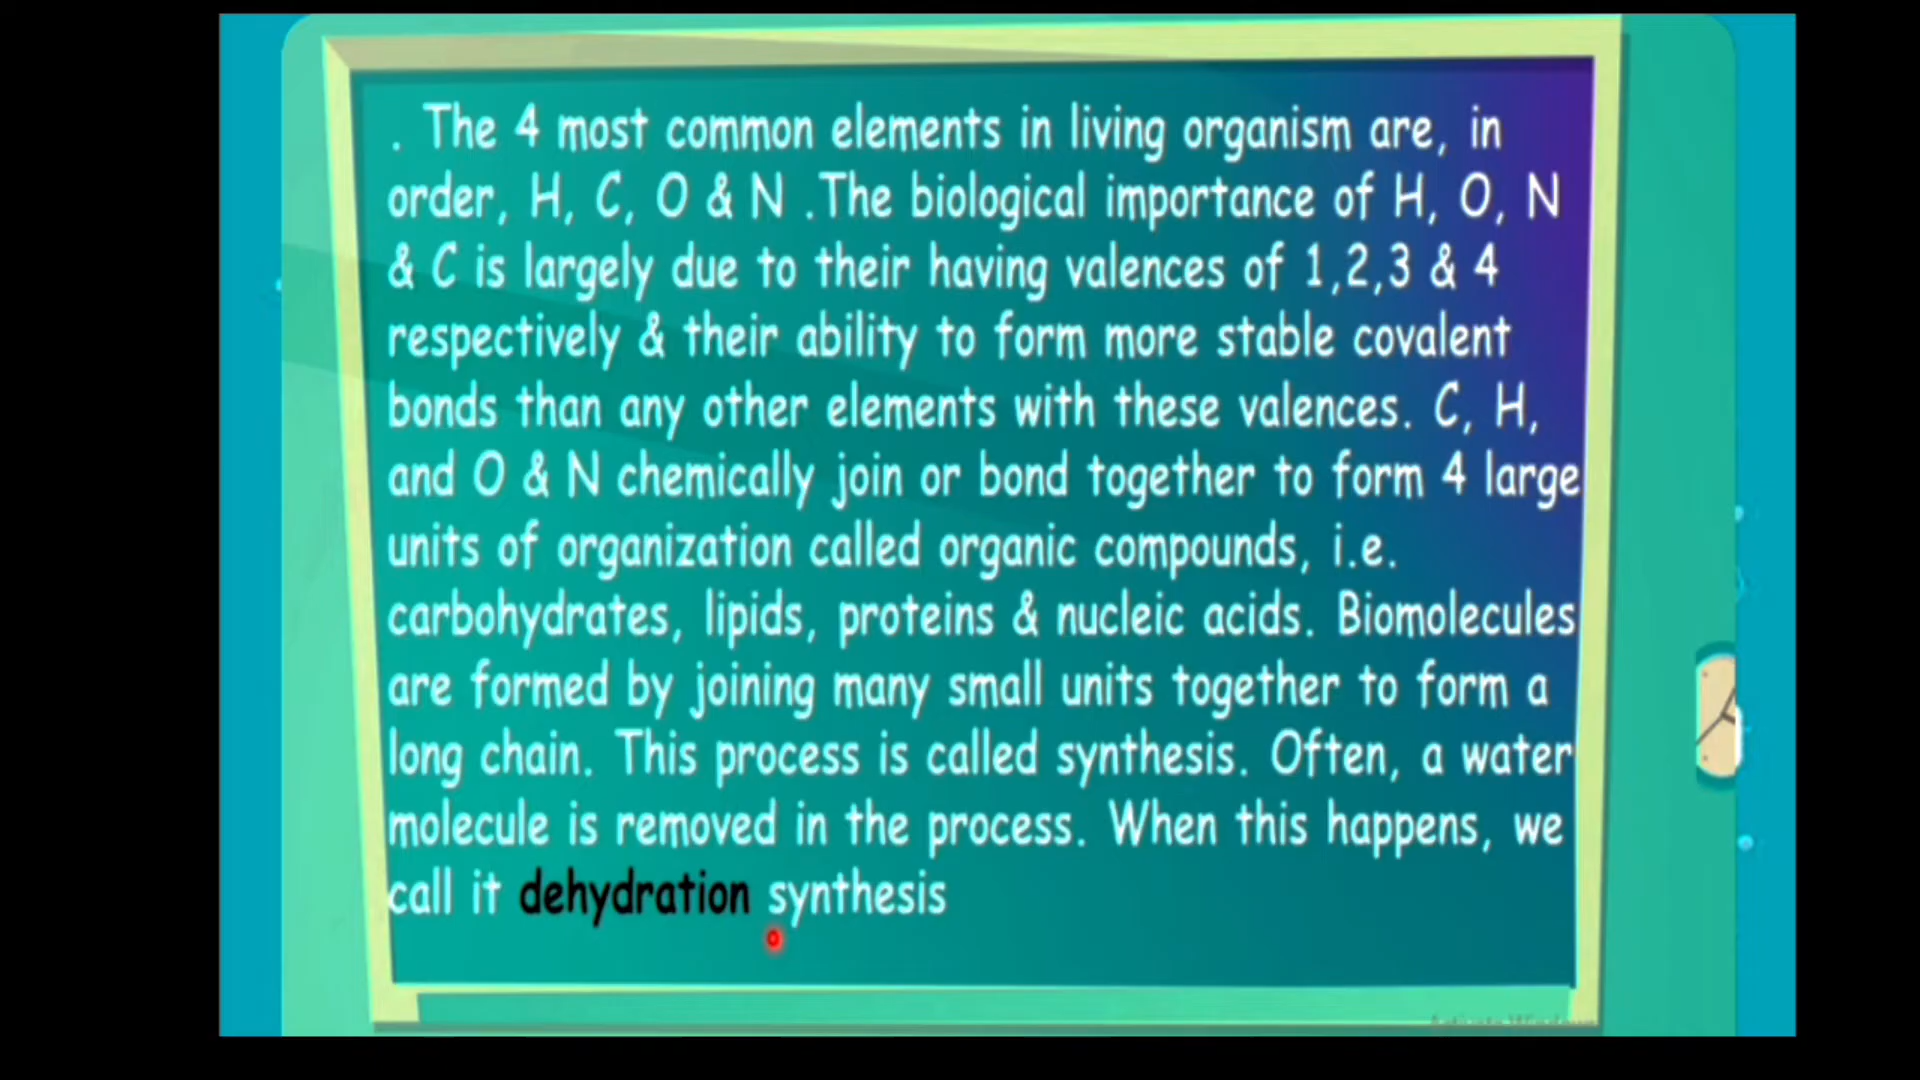 . The 4 most common elements in living organism are, in
order, H, C, O & N .The biological importance of H, O, N
& C is largely due to their having valences of 1,2,3 & 4
respectively & their ability to form more stable covalent
bonds than any other elements with these valences. C, H,
and O & N chemically join or bond together to form 4 large
units of organization called organic compounds, i.e.
carbohydrates, lipids, proteins & nucleic acids. Biomolecules
are formed by joining many small units together to form a
long chain. This process is called synthesis. Often, a water
molecule is removed in the process. When this happens, we
call it dehydration synthesis